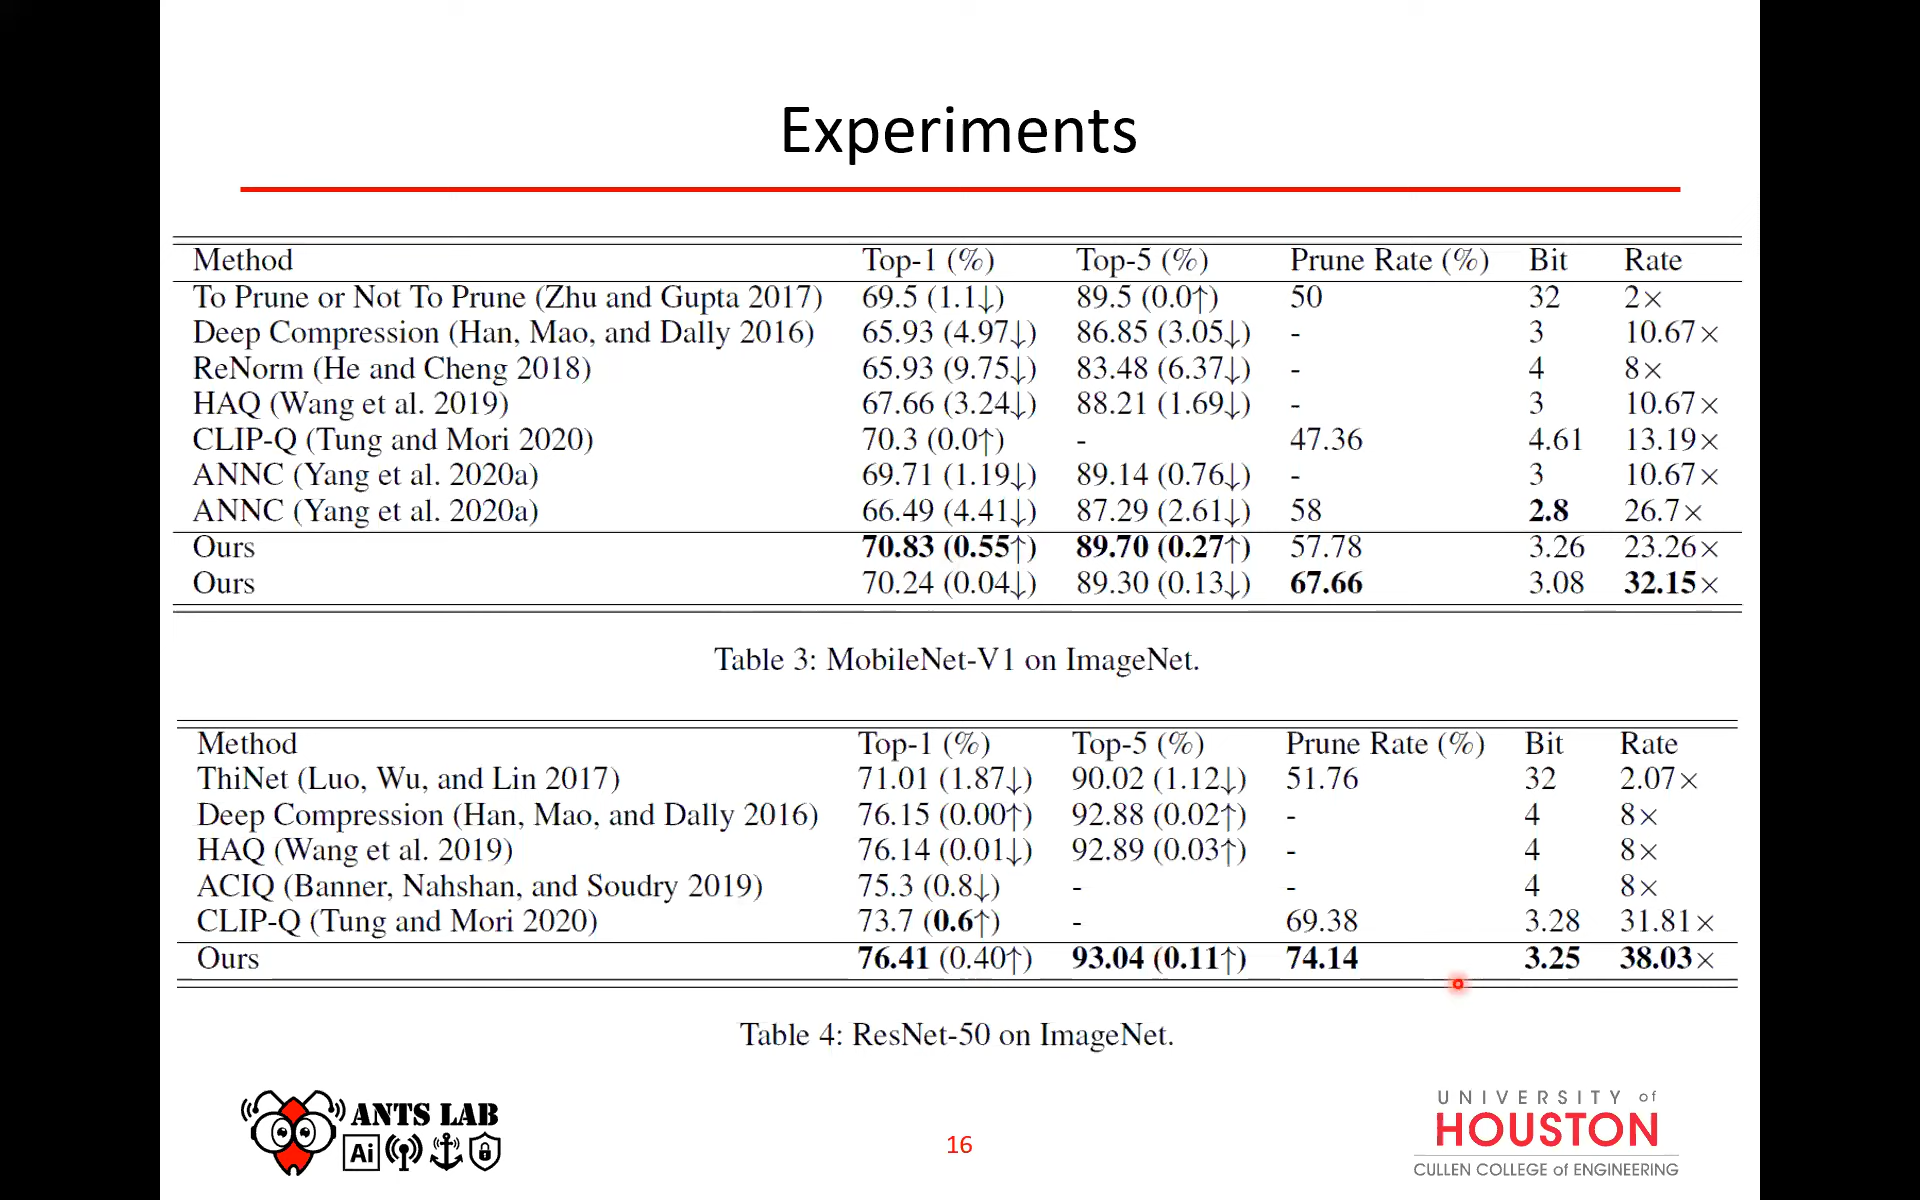 Experiments
Method Top-1 (%) Top-5 (%) Prune Rate (%) Bit Rate
To Prune or Not To Prune (Zhu and Gupta 2017) 69.5 (1.1↓) 89.5 (0.0↑) 50 32 2×
Deep Compression (Han, Mao, and Dally 2016) 65.93 (4.97↓) 86.85 (3.05↓) - 3 10.67×
ReNorm (He and Cheng 2018) 65.93 (9.75↓) 83.48 (6.37↓) - 4 8×
HAQ (Wang et al. 2019) 67.66 (3.24↓) 88.21 (1.69↓) - 3 10.67×
CLIP-Q (Tung and Mori 2020) 70.3 (0.0↑) - 47.36 4.61 13.19×
ANNC (Yang et al. 2020a) 69.71 (1.19↓) 89.14 (0.76↓) - 3 10.67×
ANNC (Yang et al. 2020a) 66.49 (4.41↓) 87.29 (2.61↓) 58 2.8 26.7×
Ours 70.83 (0.55↑) 89.70 (0.27↑) 57.78 3.26 23.26×
Ours 70.24 (0.04↓) 89.30 (0.13↓) 67.66 3.08 32.15×
Table 3: MobileNet-V1 on ImageNet.
Method Top-1 (%) Top-5 (%) Prune Rate (%) Bit Rate
ThiNet (Luo, Wu, and Lin 2017) 71.01 (1.87↓) 90.02 (1.12↓) 51.76 32 2.07×
Deep Compression (Han, Mao, and Dally 2016) 76.15 (0.00↑) 92.88 (0.02↑) - 4 8×
HAQ (Wang et al. 2019) 76.14 (0.01↓) 92.89 (0.03↑) - 4 8×
ACIQ (Banner, Nahshan, and Soudry 2019) 75.3 (0.8↓) - - 4 8×
CLIP-Q (Tung and Mori 2020) 73.7 (0.6↑) - 69.38 3.28 31.81×
Ours 76.41 (0.40↑) 93.04 (0.11↑) 74.14 3.25 38.03×
Table 4: ResNet-50 on ImageNet.
ANTS LAB
Ai
16
UNIVERSITY of
HOUSTON
CULLEN COLLEGE of ENGINEERING